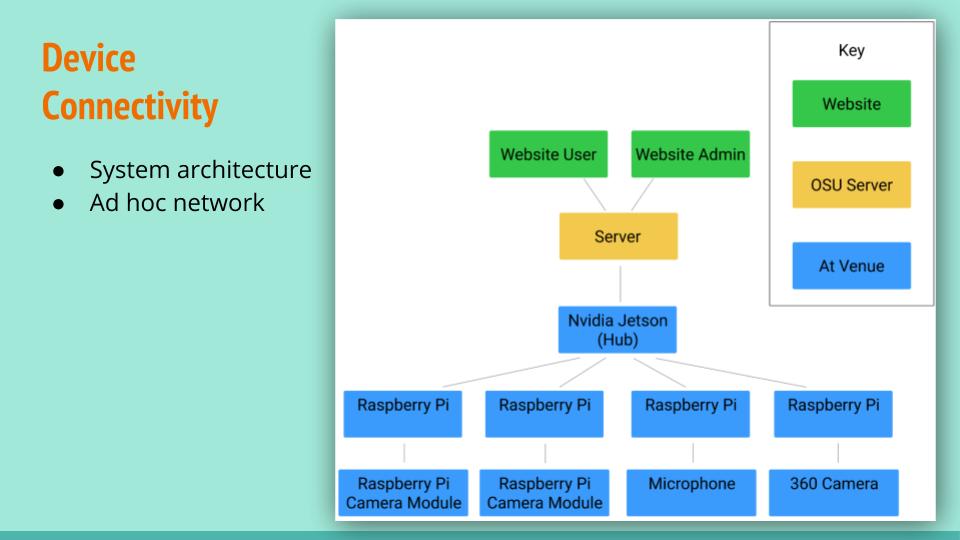 Device
Connectivity
● System architecture
● Ad hoc network
Key
Website
OSU Server
At Venue
Website User
Website Admin
Server
Nvidia Jetson
(Hub)
Raspberry Pi
Raspberry Pi
Raspberry Pi
Raspberry Pi
Raspberry Pi
Camera Module
Raspberry Pi
Camera Module
Microphone
360 Camera